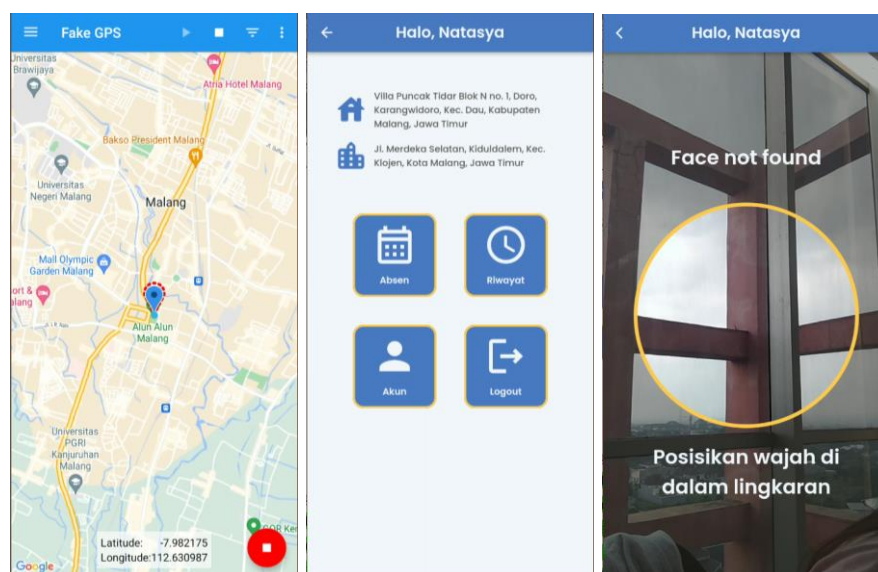 Fake GPS
Universitas
Brawijaya
Atria Hotel Malang
Bakso President Malang
Universitas
Negeri Malang
Malang
Mall Olympic
Garden Malang
Alun Alun
Malang
Universitas
PGRI
Kanjuruhan
Malang
Latitude: -7.982175
Longitude:112.630987
Google
Halo, Natasya
Villa Puncak Tidar Blok N no. 1, Doro,
Karangwidoro, Kec. Dau, Kabupaten
Malang, Jawa Timur
Jl. Merdeka Selatan, Kiduldalem, Kec.
Klojen, Kota Malang, Jawa Timur
Absen
Riwayat
Akun
Logout
Halo, Natasya
Face not found
Posisikan wajah di
dalam lingkaran